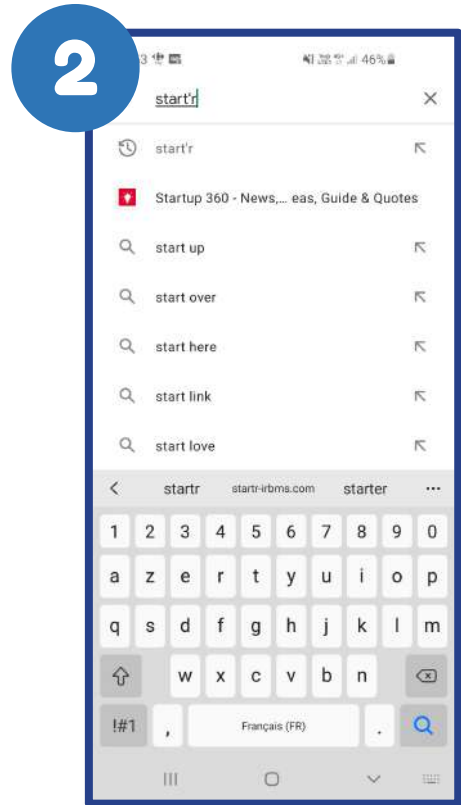 2
3
46%
start'r
start'r
Startup 360 - News,... eas, Guide & Quotes
start up
start over
start here
start link
start love
startr startr-irbms.com starter ...
1 2 3 4 5 6 7 8 9 0
a z e r t y u i o p
q s d f g h j k l m
w x c v b n
!#1 , Français (FR) .